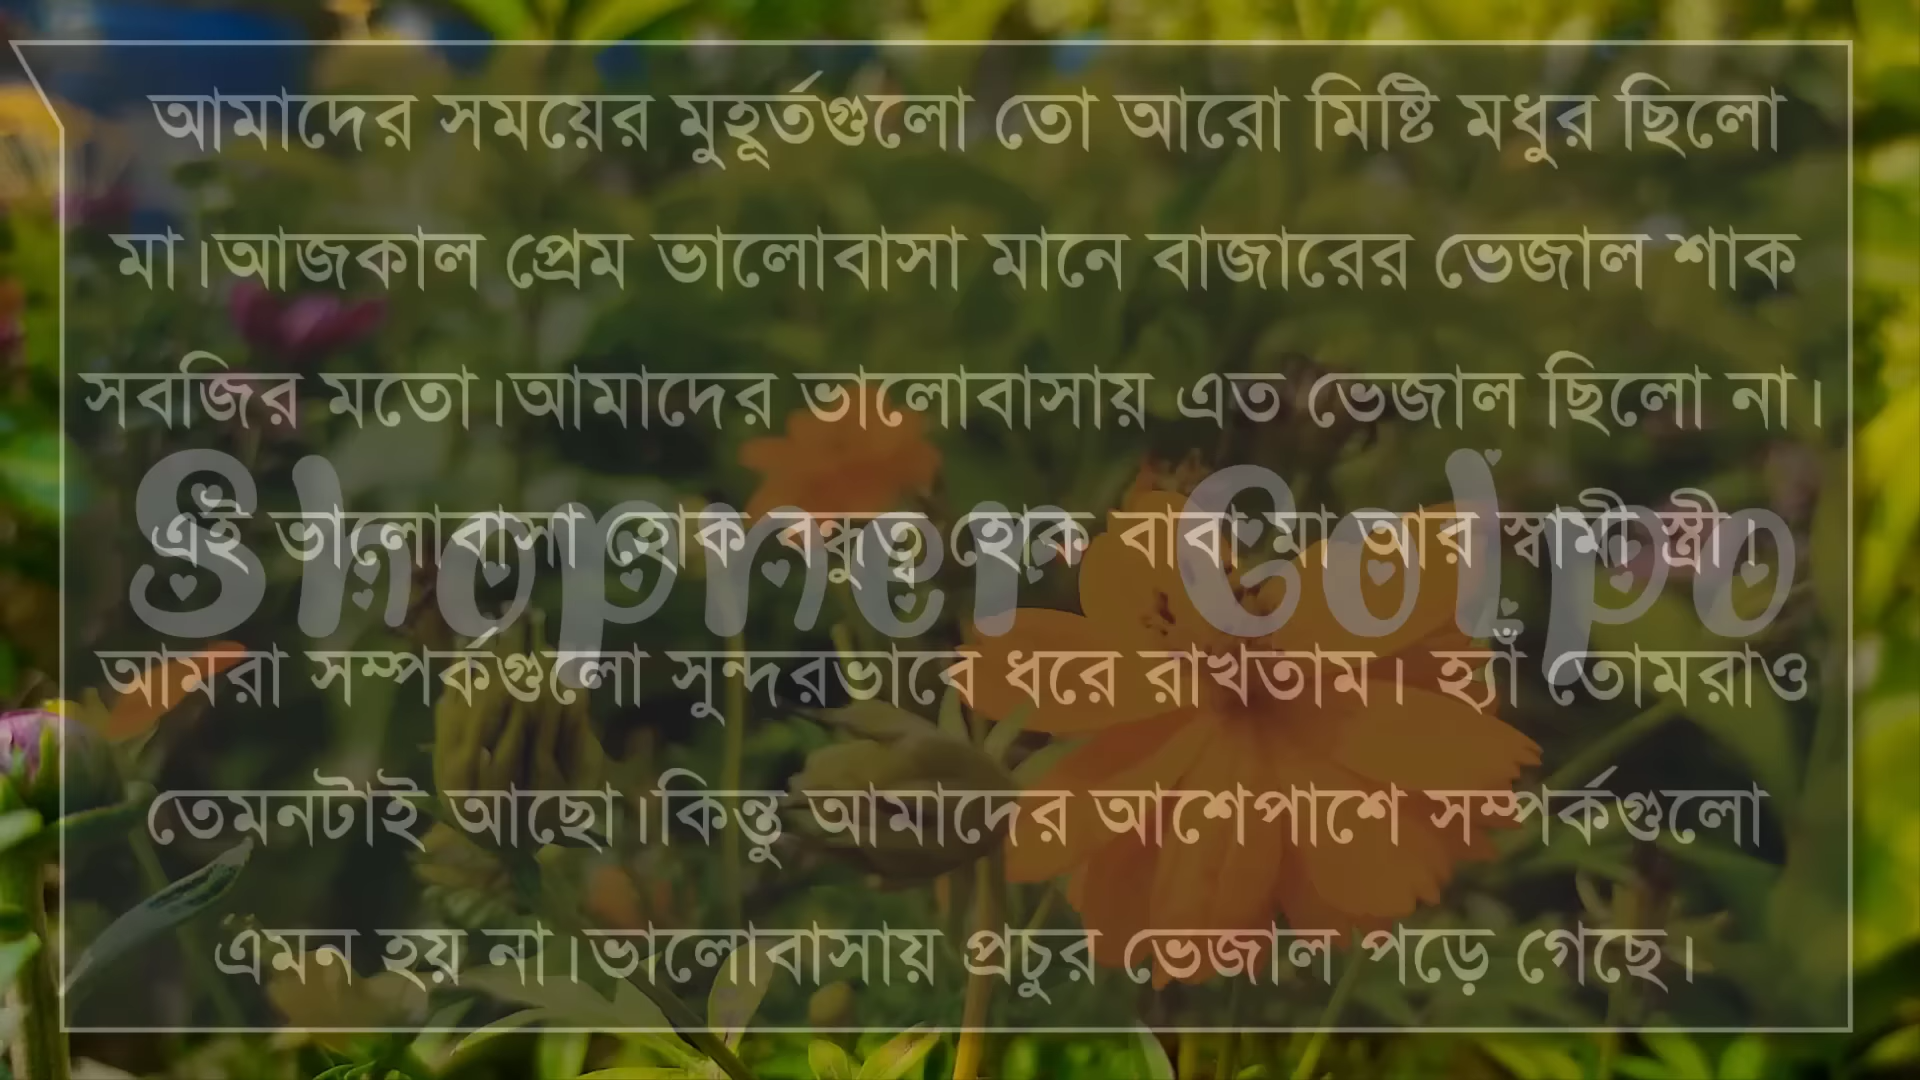 আমাদের সময়ের মুহূর্তগুলো তো আরো মিষ্টি মধুর ছিলো
মা।আজকাল প্রেম ভালোবাসা মানে বাজারের ভেজাল শাক
সবজির মতো।আমাদের ভালোবাসায় এত ভেজাল ছিলো না।
এই ভালোবাসা হোক বন্ধুত্ব হোক বাবা মা আর স্বামী স্ত্রী।
Shopner Golpo
আমরা সম্পর্কগুলো সুন্দরভাবে ধরে রাখতাম। হ্যাঁ তোমরাও
তেমনটাই আছো।কিন্তু আমাদের আশেপাশে সম্পর্কগুলো
এমন হয় না।ভালোবাসায় প্রচুর ভেজাল পড়ে গেছে।